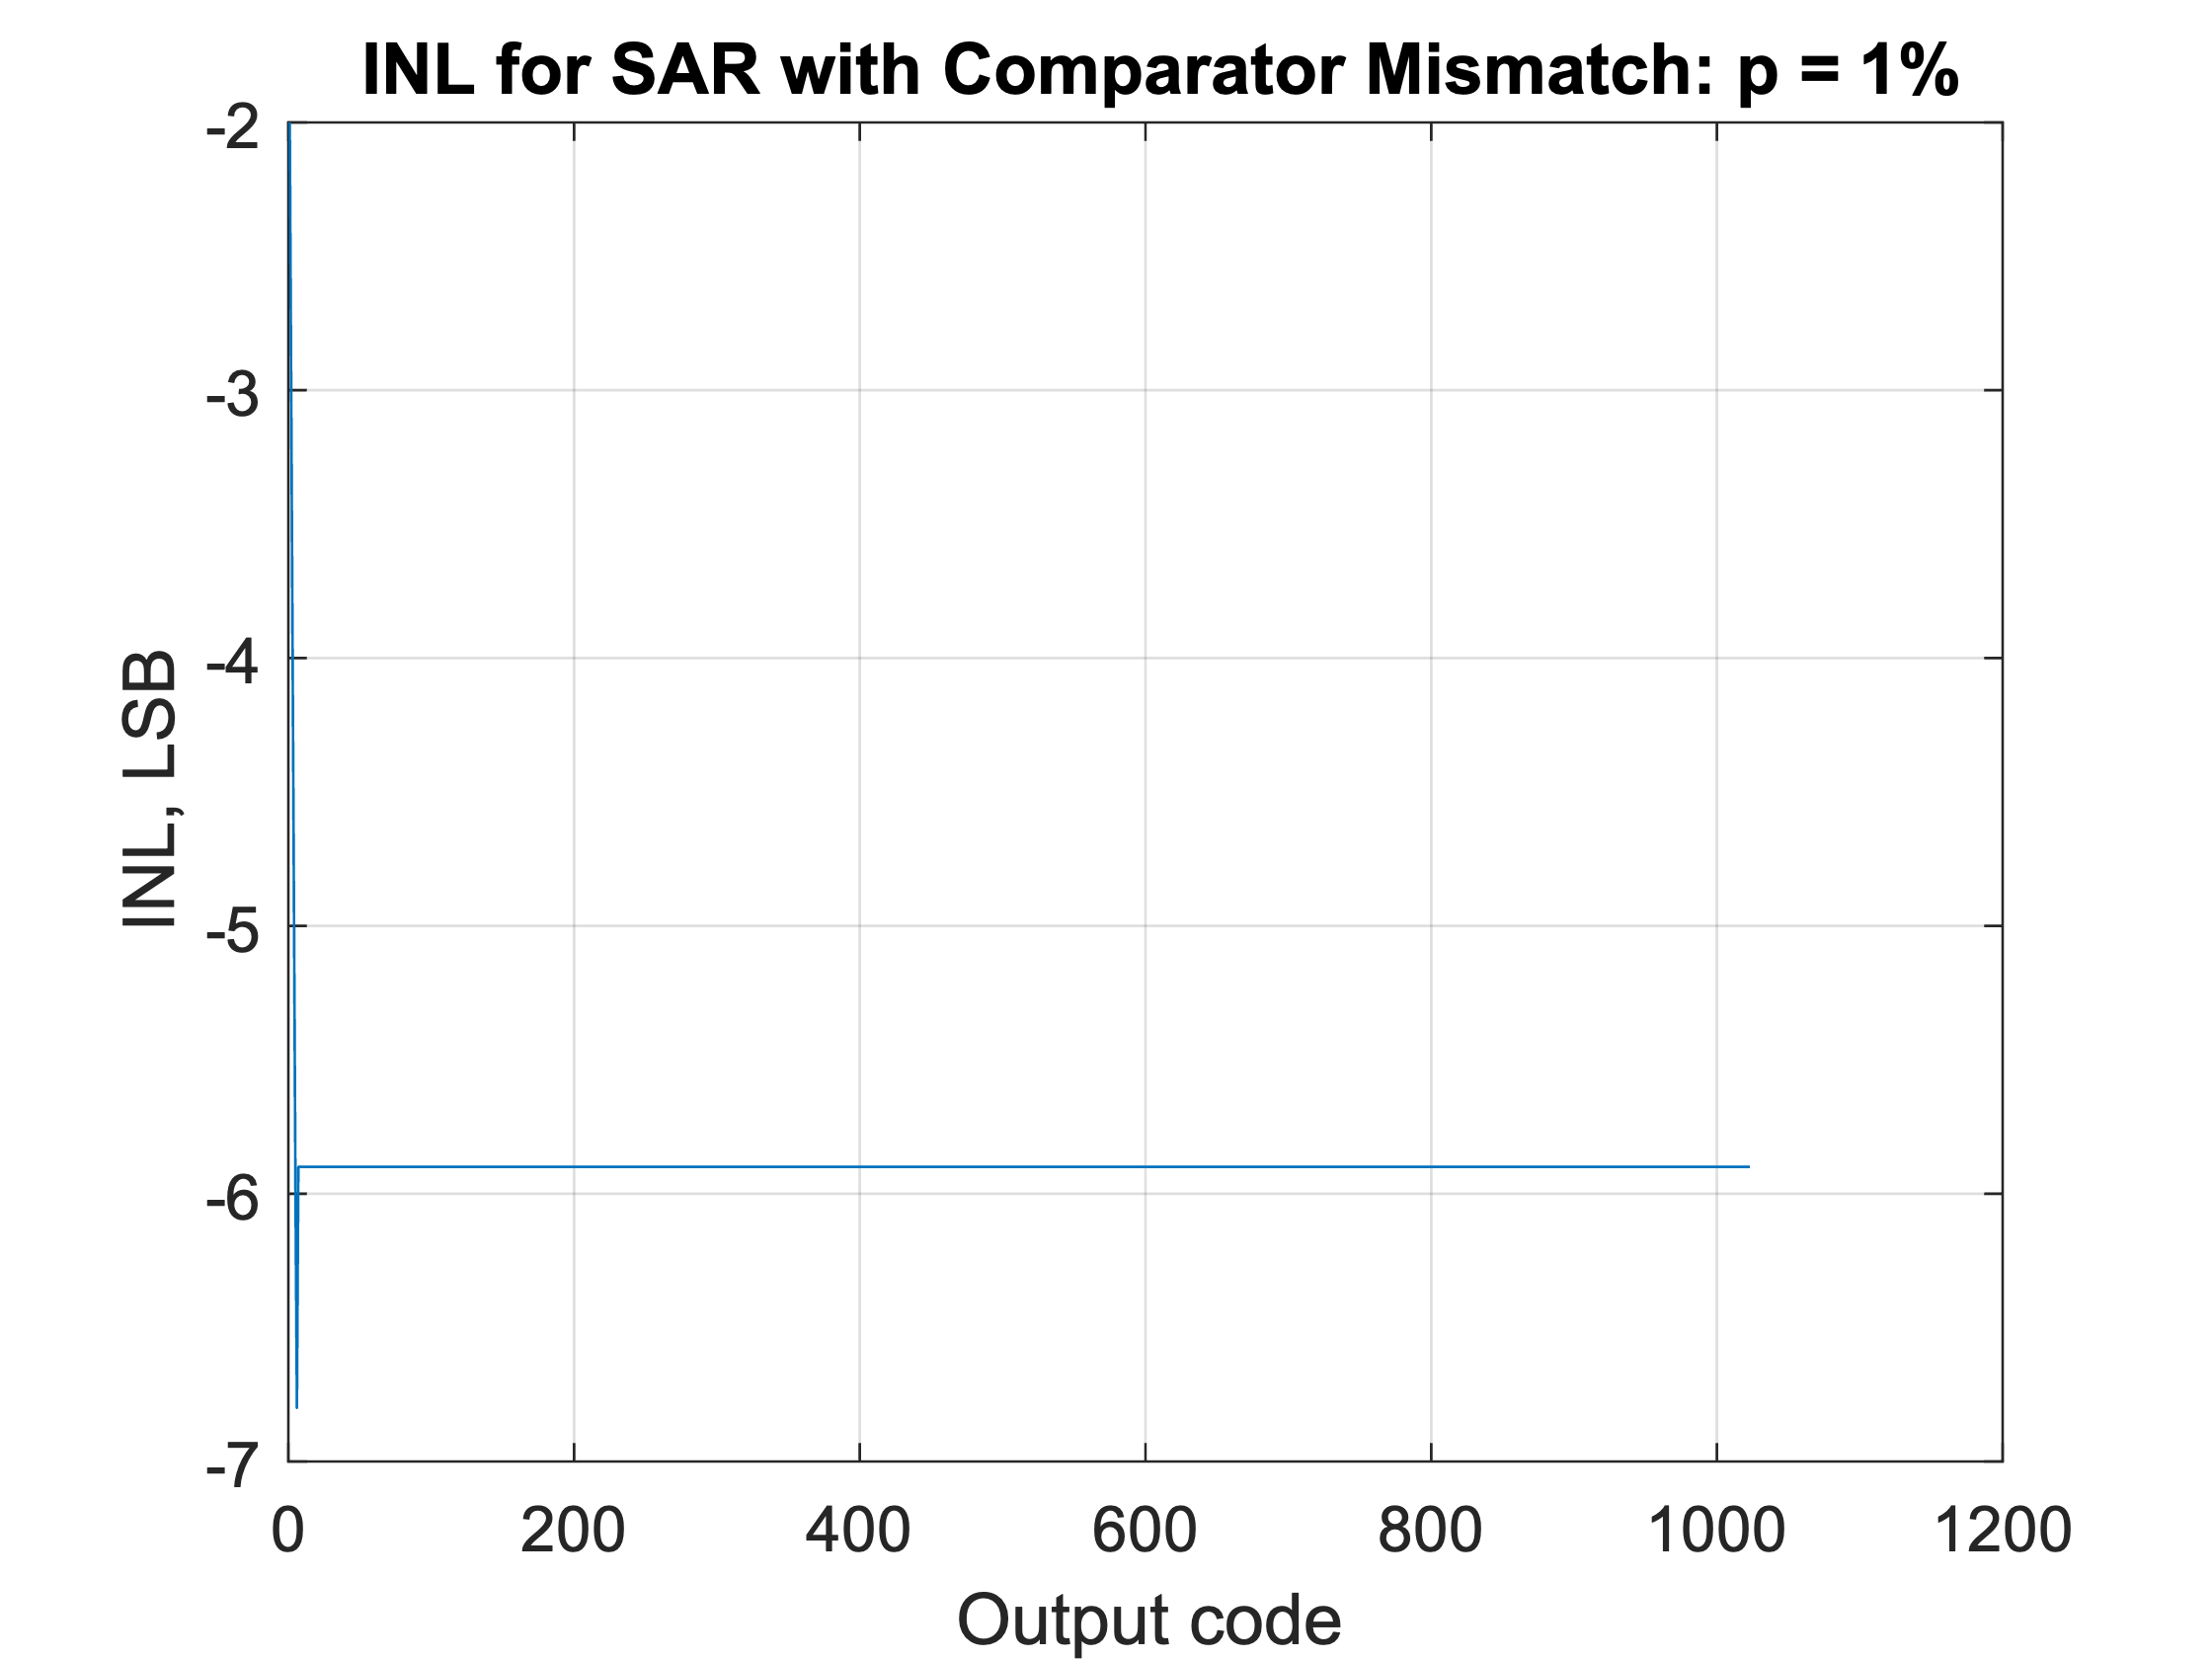 INL for SAR with Comparator Mismatch: p = 1%
-2
-3
-4
-5
-6
-7
INL, LSB
0 200 400 600 800 1000 1200
Output code